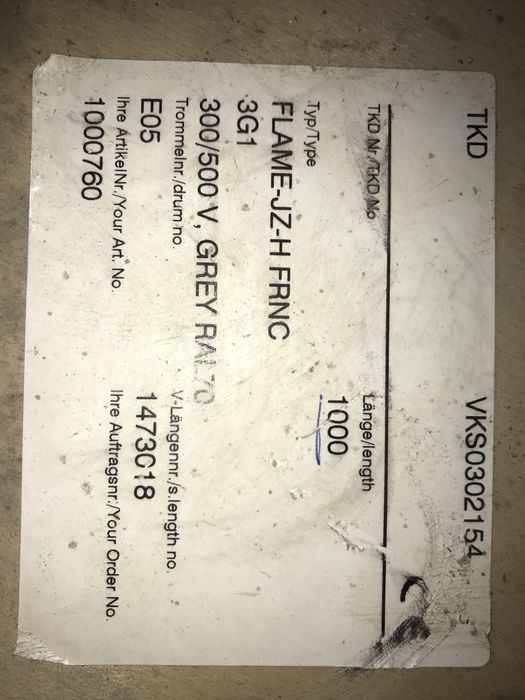 TKD VKS0302154
TKD Nr./TKD No Länge/length
1000
Typ/Type
FLAME-JZ-H FRNC
3G1
300/500 V, GREY RAL70
Trommelnr./drum no. V-Längennr./s.length no.
E05 1473018
Ihre ArtikelNr./Your Art. No. Ihre Auftragsnr./Your Order No.
1000760